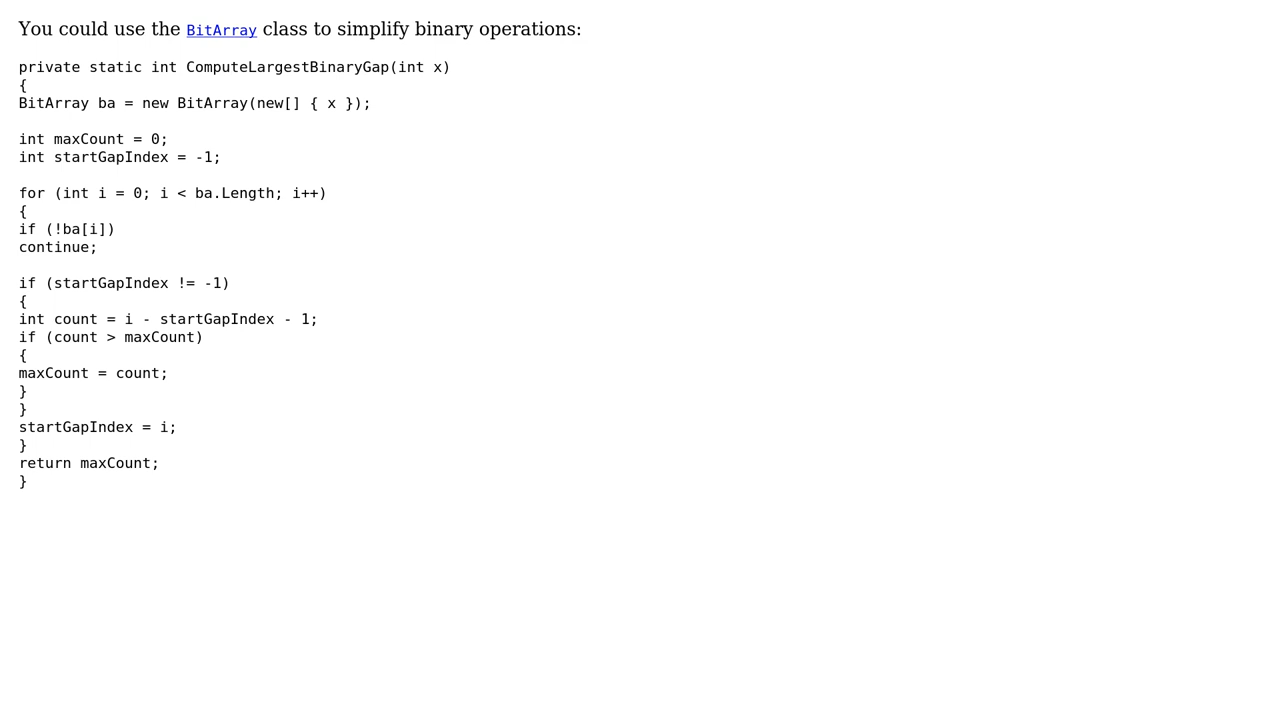 You could use the BitArray class to simplify binary operations:
private static int ComputeLargestBinaryGap(int x)
{
BitArray ba = new BitArray(new[] { x });
int maxCount = 0;
int startGapIndex = -1;
for (int i = 0; i < ba.Length; i++)
{
if (!ba[i])
continue;
if (startGapIndex != -1)
{
int count = i - startGapIndex - 1;
if (count > maxCount)
{
maxCount = count;
}
}
startGapIndex = i;
}
return maxCount;
}